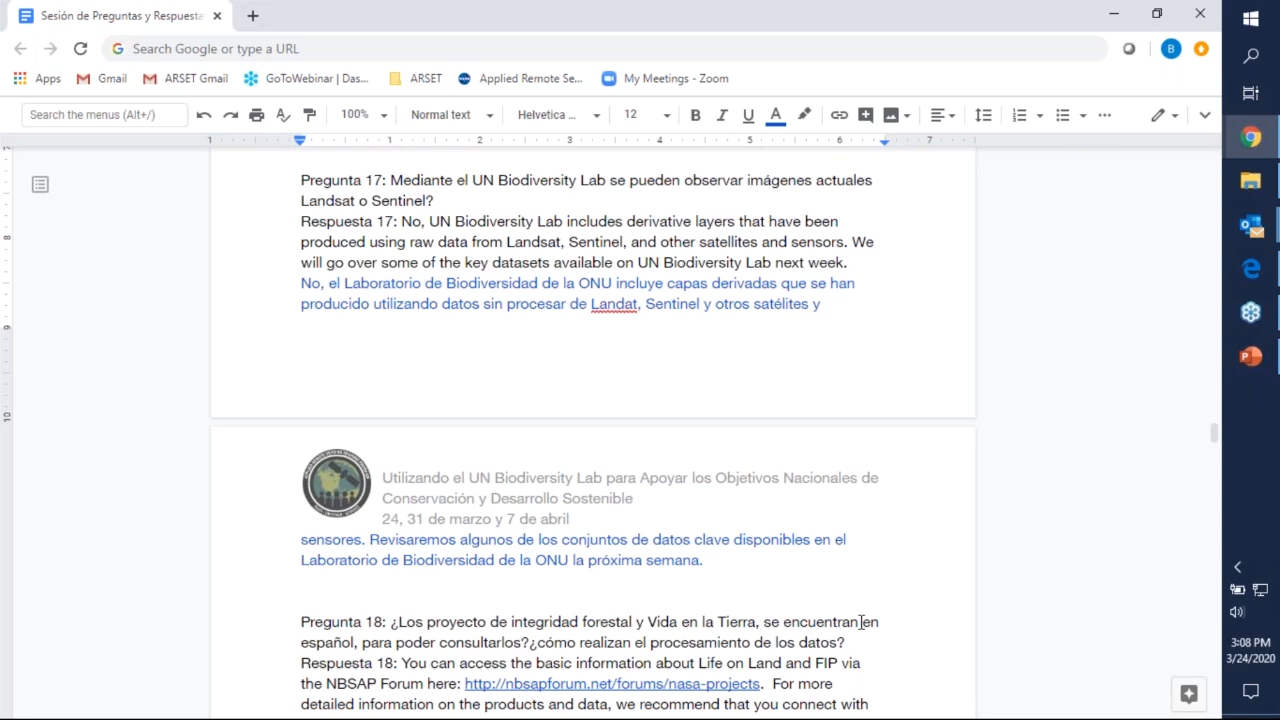 Sesión de Preguntas y Respuesta
Search Google or type a URL
B
Apps Gmail ARSET Gmail GoToWebinar | Das... ARSET Applied Remote Se... My Meetings - Zoom
Search the menus (Alt+/) 100% Normal text Helvetica ... 12 B I U A
1 1 2 3 4 5 6 7
Pregunta 17: Mediante el UN Biodiversity Lab se pueden observar imágenes actuales
Landsat o Sentinel?
Respuesta 17: No, UN Biodiversity Lab includes derivative layers that have been
8
produced using raw data from Landsat, Sentinel, and other satellites and sensors. We
will go over some of the key datasets available on UN Biodiversity Lab next week.
No, el Laboratorio de Biodiversidad de la ONU incluye capas derivadas que se han
producido utilizando datos sin procesar de Landat, Sentinel y otros satélites y
9
10
Utilizando el UN Biodiversity Lab para Apoyar los Objetivos Nacionales de
Conservación y Desarrollo Sostenible
24, 31 de marzo y 7 de abril
sensores. Revisaremos algunos de los conjuntos de datos clave disponibles en el
Laboratorio de Biodiversidad de la ONU la próxima semana.
Pregunta 18: ¿Los proyecto de integridad forestal y Vida en la Tierra, se encuentran en
español, para poder consultarlos?¿cómo realizan el procesamiento de los datos?
Respuesta 18: You can access the basic information about Life on Land and FIP via
the NBSAP Forum here: http://nbsapforum.net/forums/nasa-projects. For more
detailed information on the products and data, we recommend that you connect with
3:08 PM
3/24/2020